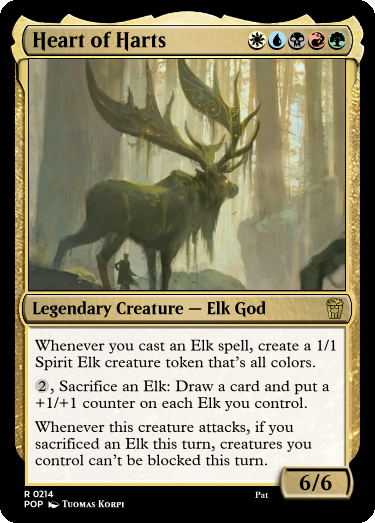 Heart of Harts
Legendary Creature — Elk God
Whenever you cast an Elk spell, create a 1/1
Spirit Elk creature token that's all colors.
2, Sacrifice an Elk: Draw a card and put a
+1/+1 counter on each Elk you control.
Whenever this creature attacks, if you
sacrificed an Elk this turn, creatures you
control can't be blocked this turn.
6/6
R 0214
POP Tuomas Korpi
Pat